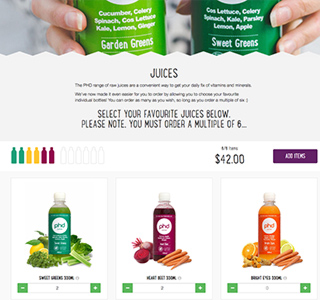 Cucumber, Celery
Spinach, Cos Lettuce
Kale, Lemon, Ginger
Garden Greens
Celery, Cucumber
Spinach, Cos Lettuce,
Kale, Parsley, Lemon,
Apple
Sweet Greens
JUICES
The PHD range of raw juices are a convenient way to get your daily fix of vitamins and minerals.
We've now made it even easier for you to order by allowing you to choose your favourite
individual bottles! You can order as many as you wish, so long as you order a multiple of six :)
SELECT YOUR FAVOURITE JUICES BELOW.
PLEASE NOTE, YOU MUST ORDER A MULTIPLE OF 6...
$42.00
ADD ITEMS
phd
phd
phd
SWEET GREENS 300ML
HEART BEET 300ML
BRIGHT EYES 300ML
- 2 +
- 2 +
- 0 +